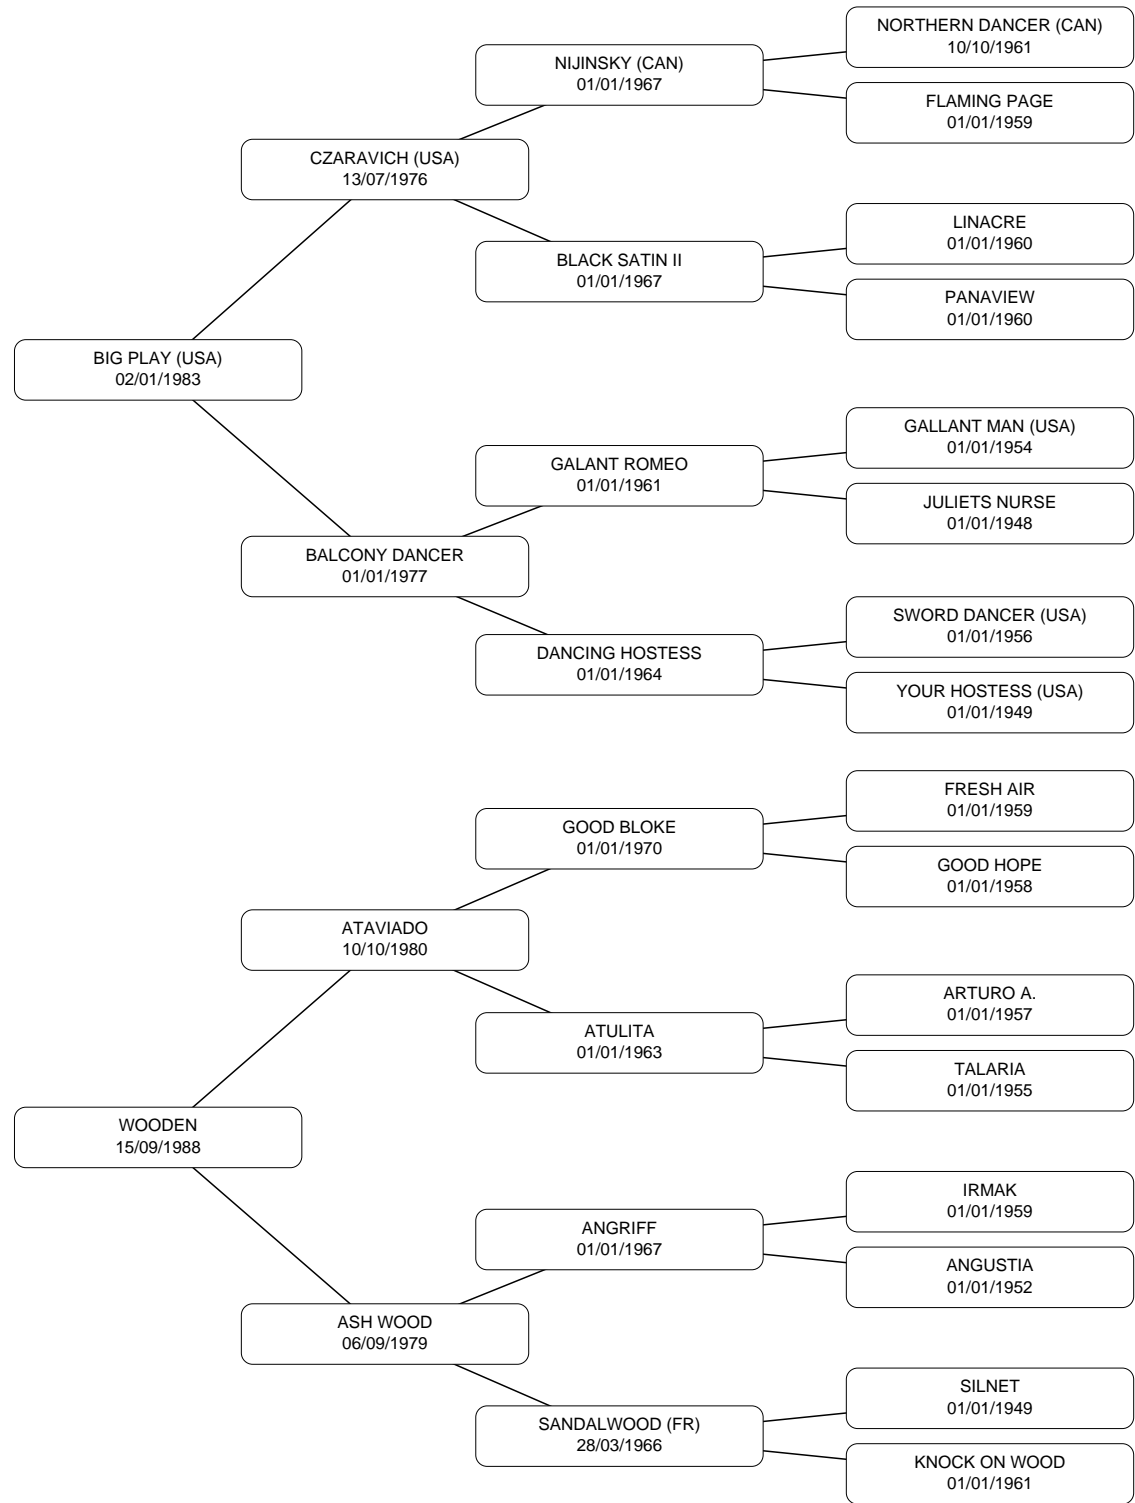 NORTHERN DANCER (CAN)
10/10/1961
NIJINSKY (CAN)
01/01/1967
FLAMING PAGE
01/01/1959
CZARAVICH (USA)
13/07/1976
LINACRE
01/01/1960
BLACK SATIN II
01/01/1967
PANAVIEW
01/01/1960
BIG PLAY (USA)
02/01/1983
GALLANT MAN (USA)
01/01/1954
GALANT ROMEO
01/01/1961
JULIETS NURSE
01/01/1948
BALCONY DANCER
01/01/1977
SWORD DANCER (USA)
01/01/1956
DANCING HOSTESS
01/01/1964
YOUR HOSTESS (USA)
01/01/1949
FRESH AIR
01/01/1959
GOOD BLOKE
01/01/1970
GOOD HOPE
01/01/1958
ATAVIADO
10/10/1980
ARTURO A.
01/01/1957
ATULITA
01/01/1963
TALARIA
01/01/1955
WOODEN
15/09/1988
IRMAK
01/01/1959
ANGRIFF
01/01/1967
ANGUSTIA
01/01/1952
ASH WOOD
06/09/1979
SILNET
01/01/1949
SANDALWOOD (FR)
28/03/1966
KNOCK ON WOOD
01/01/1961